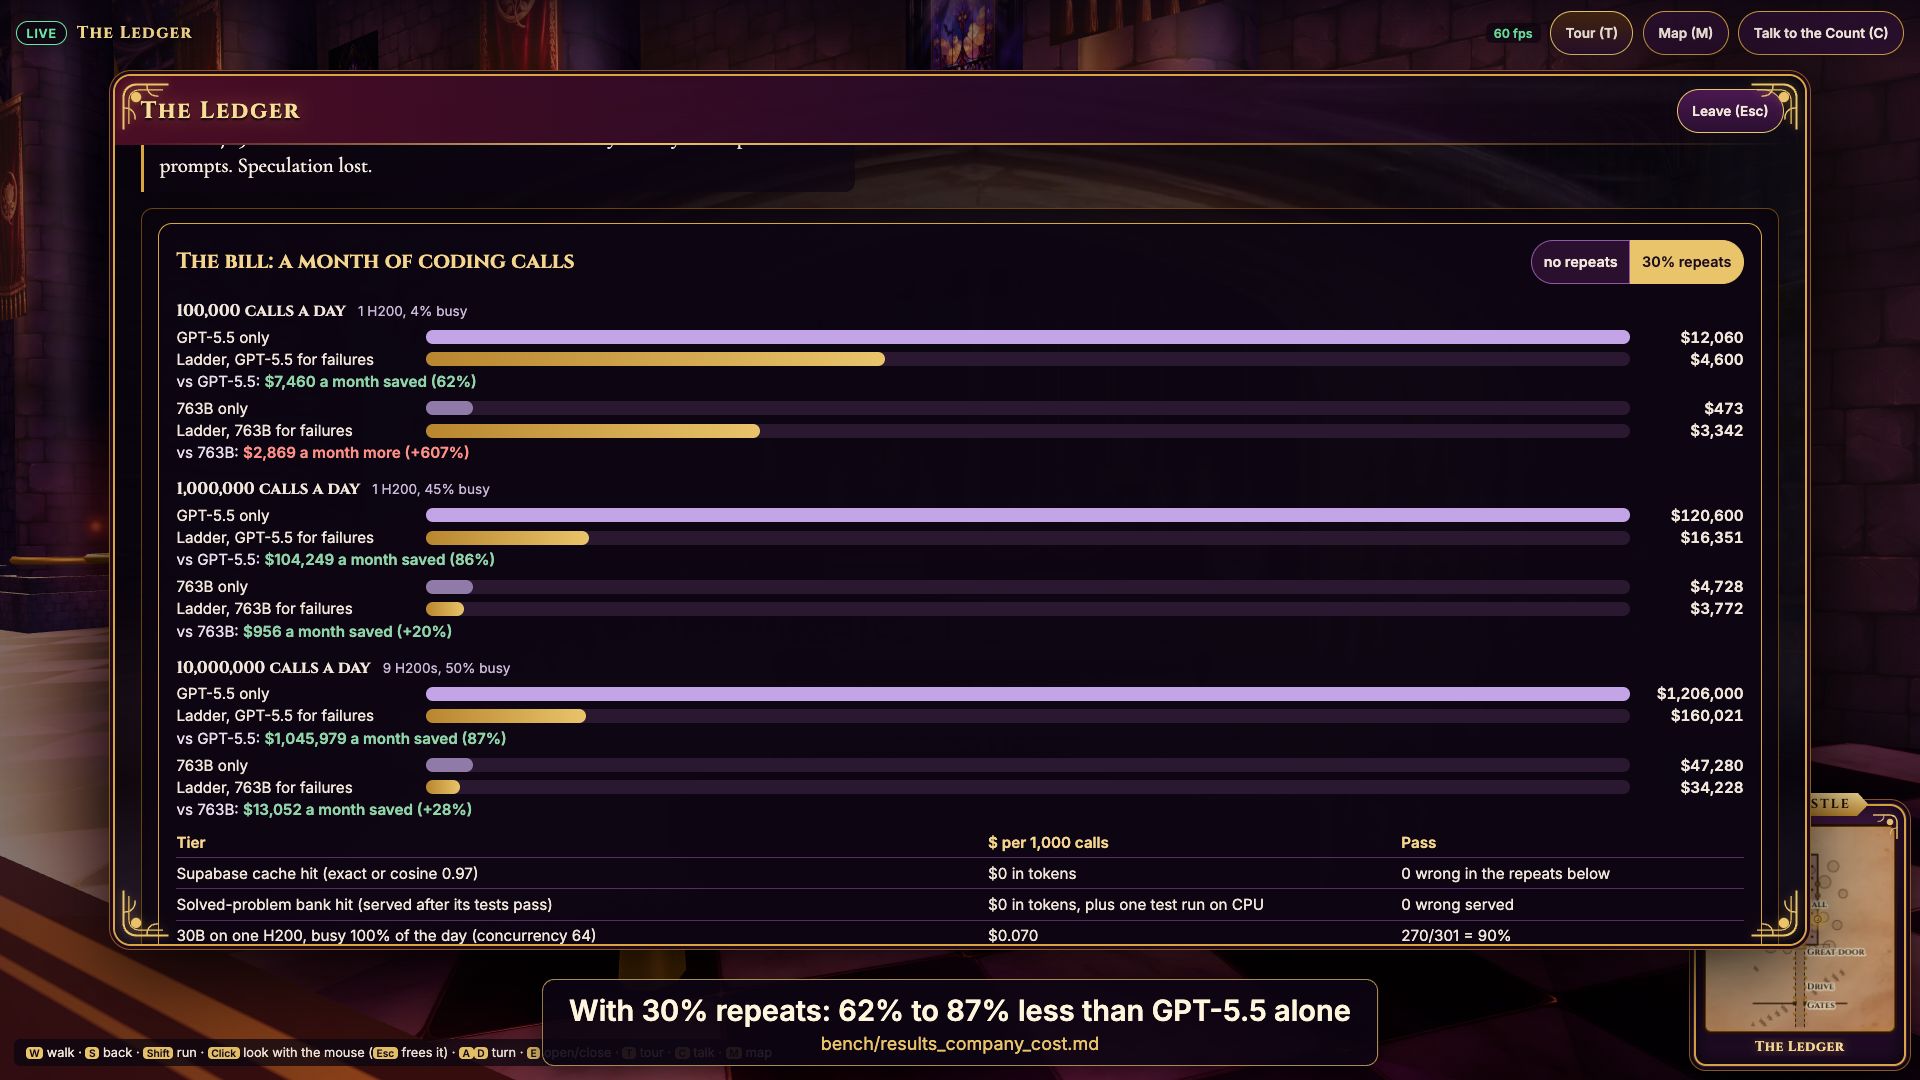 LIVE THE LEDGER
60 fps Tour (T) Map (M) Talk to the Count (C)
THE LEDGER
Leave (Esc)
prompts. Speculation lost.
THE BILL: A MONTH OF CODING CALLS
no repeats 30% repeats
100,000 CALLS A DAY 1 H200, 4% busy
GPT-5.5 only $12,060
Ladder, GPT-5.5 for failures $4,600
vs GPT-5.5: $7,460 a month saved (62%)
763B only $473
Ladder, 763B for failures $3,342
vs 763B: $2,869 a month more (+607%)
1,000,000 CALLS A DAY 1 H200, 45% busy
GPT-5.5 only $120,600
Ladder, GPT-5.5 for failures $16,351
vs GPT-5.5: $104,249 a month saved (86%)
763B only $4,728
Ladder, 763B for failures $3,772
vs 763B: $956 a month saved (+20%)
10,000,000 CALLS A DAY 9 H200s, 50% busy
GPT-5.5 only $1,206,000
Ladder, GPT-5.5 for failures $160,021
vs GPT-5.5: $1,045,979 a month saved (87%)
763B only $47,280
Ladder, 763B for failures $34,228
vs 763B: $13,052 a month saved (+28%)
Tier $ per 1,000 calls Pass
Supabase cache hit (exact or cosine 0.97) $0 in tokens 0 wrong in the repeats below
Solved-problem bank hit (served after its tests pass) $0 in tokens, plus one test run on CPU 0 wrong served
30B on one H200, busy 100% of the day (concurrency 64) $0.070 270/301 = 90%
STLE
GREAT DOOR
DRIVE
GATES
THE LEDGER
With 30% repeats: 62% to 87% less than GPT-5.5 alone
bench/results_company_cost.md
W walk · S back · Shift run · Click look with the mouse (Esc frees it) · A D turn · E open/close · T tour · C talk · M map